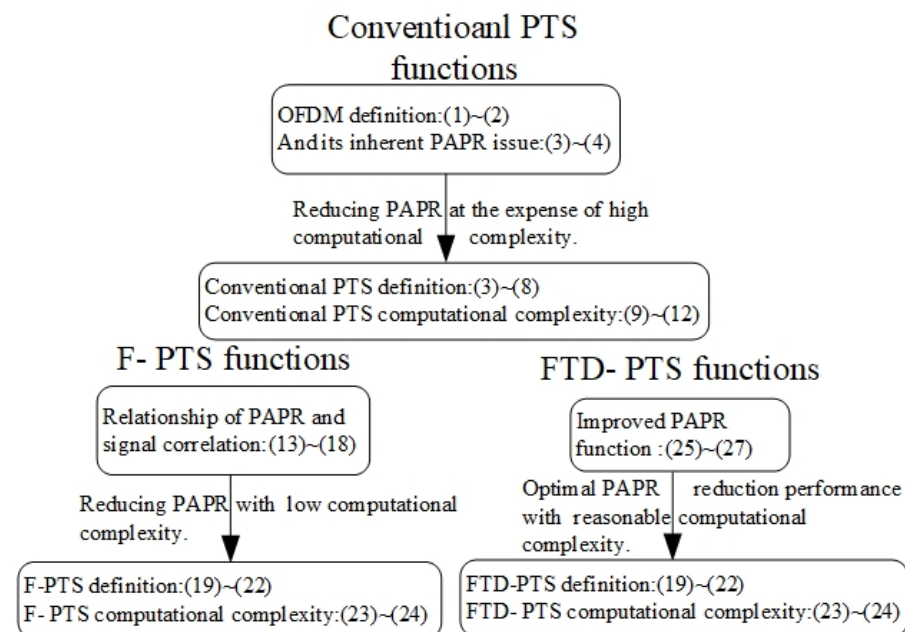 Conventioanl PTS
functions
OFDM definition:(1)~(2)
Andits inherent PAPR issue:(3)~(4)
Reducing PAPR at the expense of high
computational complexity.
Conventional PTS definition:(3)~(8)
Conventional PTS computational complexity:(9)~(12)
F- PTS functions
Relationship of PAPR and
signal correlation:(13)~(18)
Reducing PAPR with low computational
complexity.
F-PTS definition:(19)~(22)
F- PTS computational complexity:(23)~(24)
FTD- PTS functions
Improved PAPR
function :(25)~(27)
Optimal PAPR reduction performance
with reasonable computational
complexity.
FTD-PTS definition:(19)~(22)
FTD- PTS computational complexity:(23)~(24)